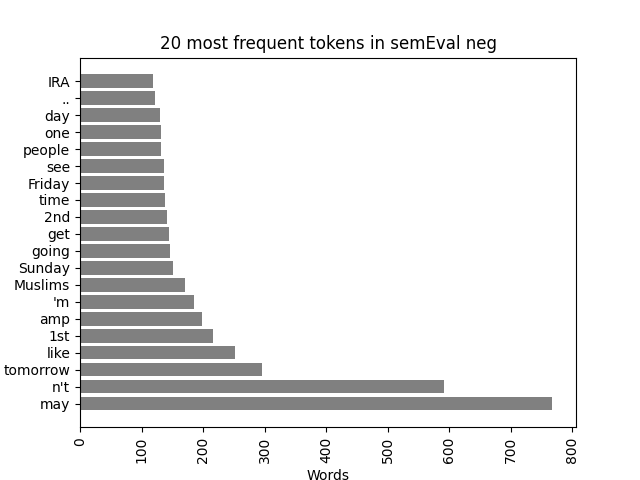 20 most frequent tokens in semEval neg
IRA
..
day
one
people
see
Friday
time
2nd
get
going
Sunday
Muslims
'm
amp
1st
like
tomorrow
n't
may
0
100
200
300
400
500
600
700
800
Words